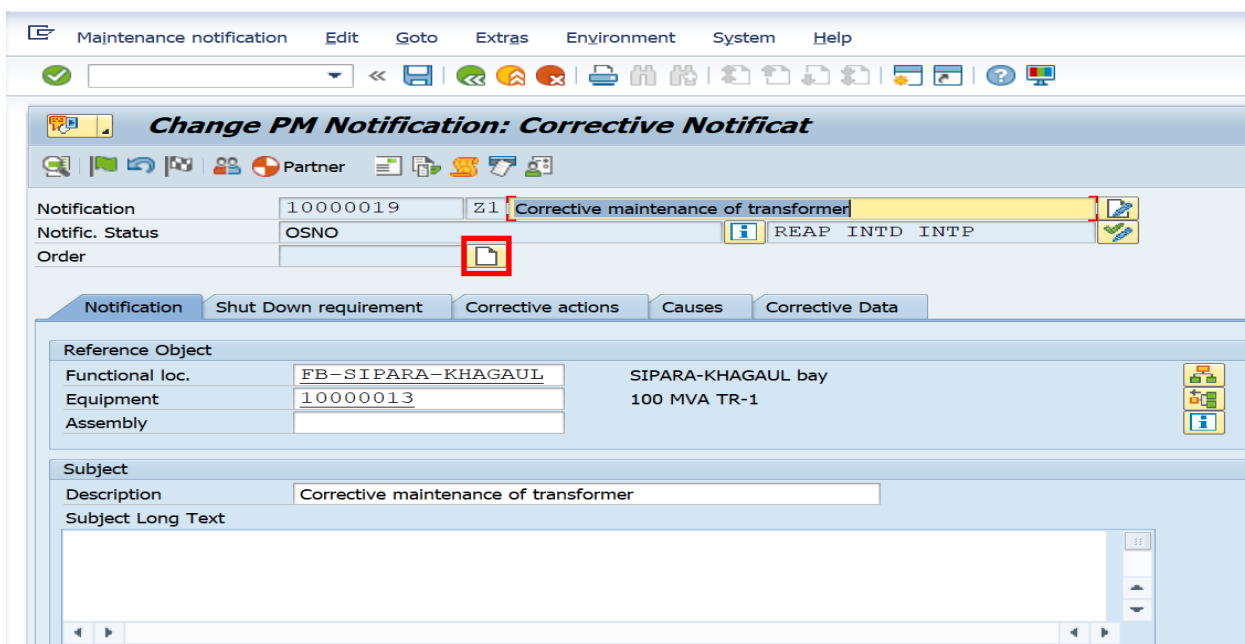 Maintenance notification Edit Goto Extras Environment System Help
Change PM Notification: Corrective Notificat
Partner
Notification 10000019 Z1 Corrective maintenance of transformer
Notific. Status OSNO REAP INTD INTP
Order
Notification Shut Down requirement Corrective actions Causes Corrective Data
Reference Object
Functional loc. FB-SIPARA-KHAGAUL SIPARA-KHAGAUL bay
Equipment 10000013 100 MVA TR-1
Assembly
Subject
Description Corrective maintenance of transformer
Subject Long Text